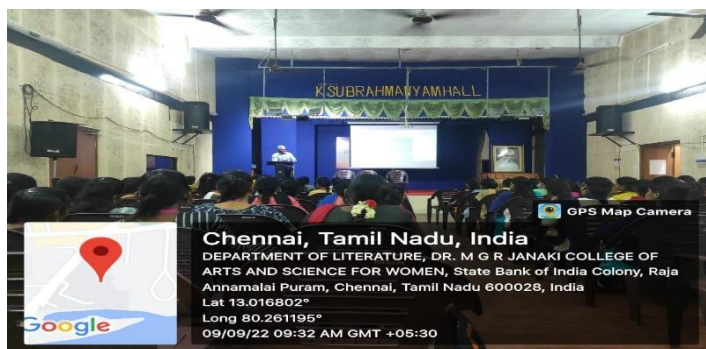 K SUBRAHMANYAM HALL
GPS Map Camera
Chennai, Tamil Nadu, India
DEPARTMENT OF LITERATURE, DR. M G R JANAKI COLLEGE OF
ARTS AND SCIENCE FOR WOMEN, State Bank of India Colony, Raja
Annamalai Puram, Chennai, Tamil Nadu 600028, India
Lat 13.016802°
Long 80.261195°
09/09/22 09:32 AM GMT +05:30
Google